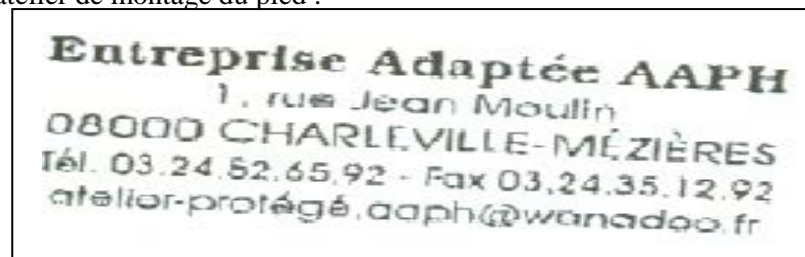 atelier de montage du pied :
Entreprise Adaptée AAPH
1, rue Jean Moulin
08000 CHARLEVILLE-MÉZIÈRES
Tél. 03.24.52.65.92 - Fax 03.24.35.12.92
atelier-protégé.aaph@wanadoo.fr